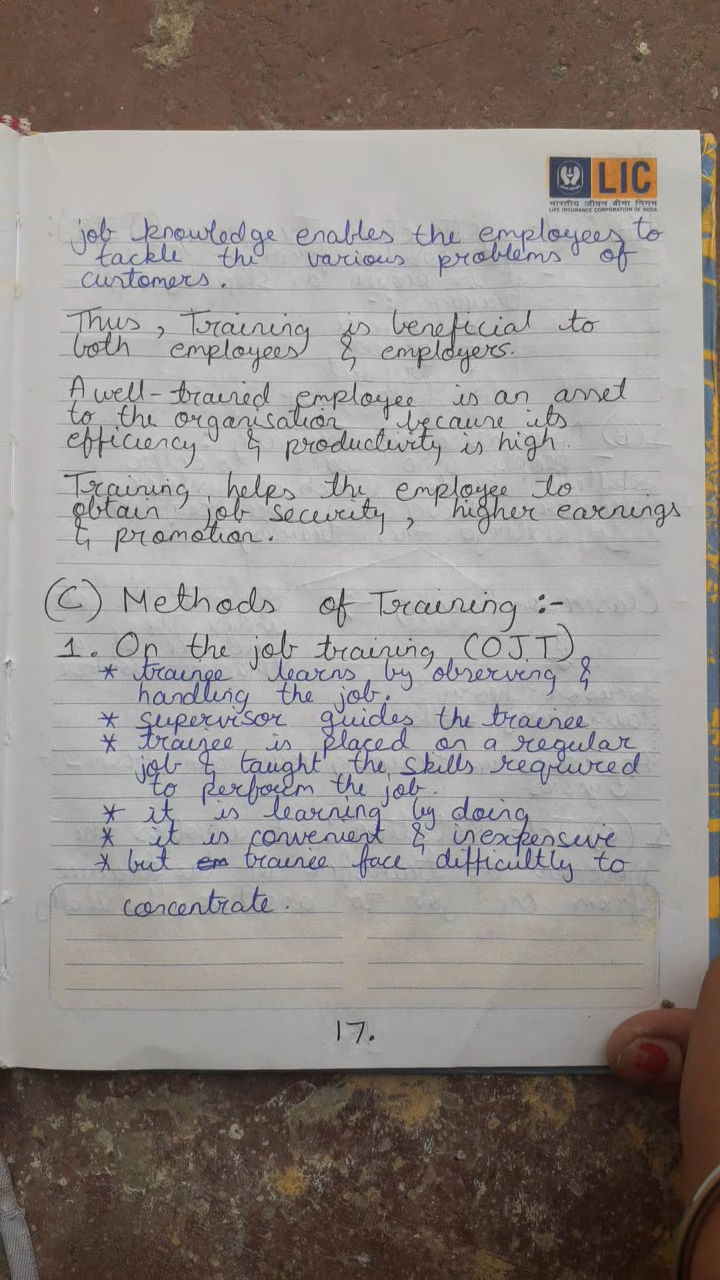 LIC
भारतीय जीवन बीमा निगम
LIFE INSURANCE CORPORATION OF INDIA
job knowledge enables the employees to
tackle the various problems of
customers.
Thus, Training is beneficial to
both employees & employers.
A well-trained employee is an asset
to the organisation because its
efficiency & productivity is high.
Training helps the employee to
obtain job security, higher earnings
& promotion.
(C) Methods of Training :-
1. On the job training (OJT)
* trainee learns by observing &
handling the job.
* supervisor guides the trainee
* trainee is placed on a regular
job & taught the skills required
to perform the job.
* it is learning by doing
* it is convenient & inexpensive
* but trainee face difficultly to
concentrate.
17.